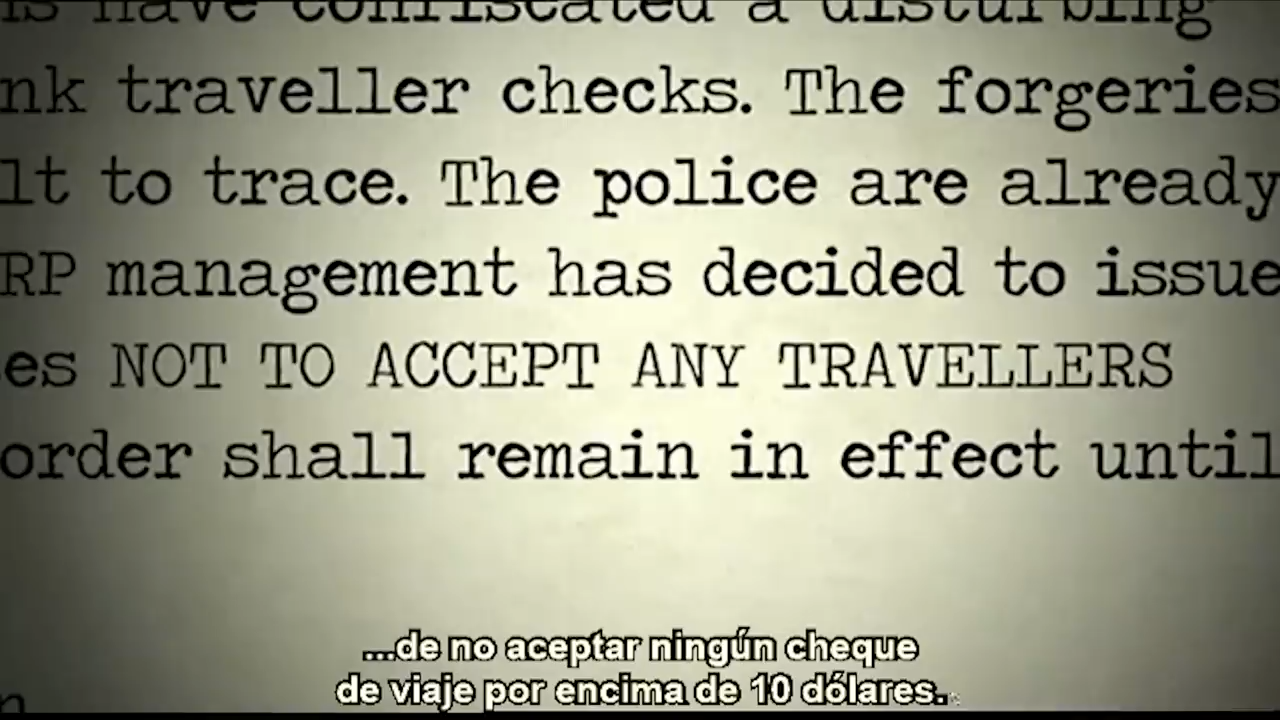 have confiscated a disturbing
nk traveller checks. The forgeries
lt to trace. The police are already
RP management has decided to issue
es NOT TO ACCEPT ANY TRAVELLERS
order shall remain in effect until
...de no aceptar ningún cheque
de viaje por encima de 10 dólares.